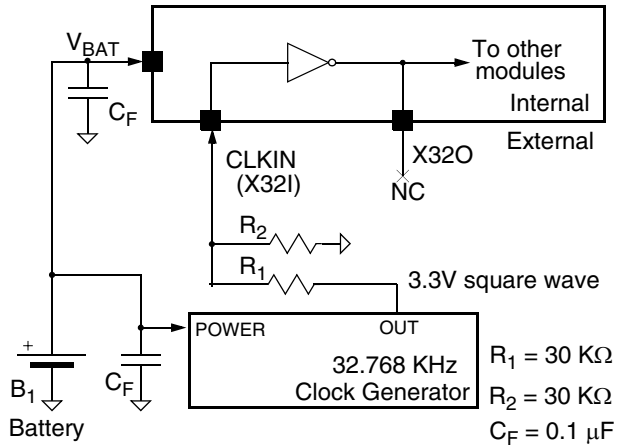 V_BAT
C_F
To other
modules
Internal
External
CLKIN
(X32I)
X32O
NC
R_2
R_1
3.3V square wave
POWER
OUT
32.768 KHz
Clock Generator
+
B_1
Battery
C_F
R_1 = 30 KΩ
R_2 = 30 KΩ
C_F = 0.1 µF